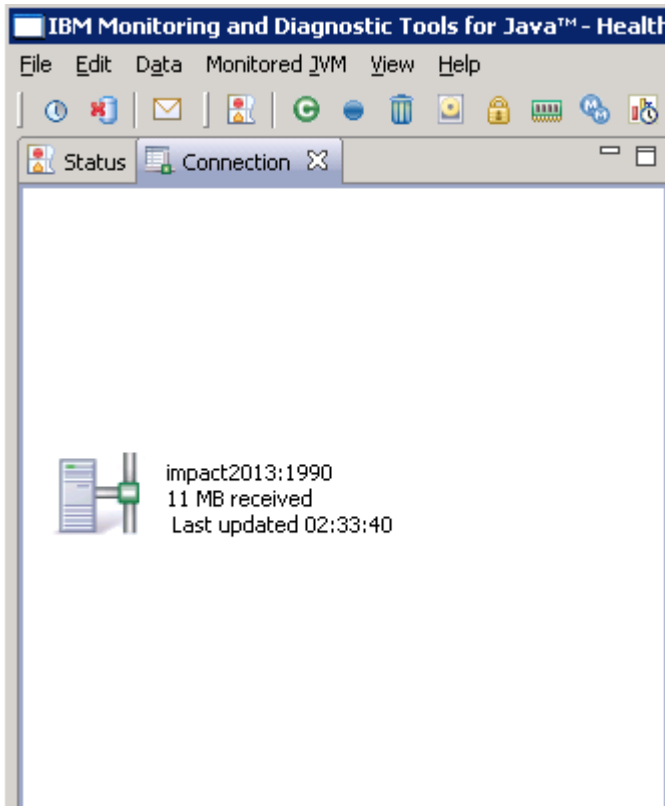 IBM Monitoring and Diagnostic Tools for Java™ - Health
File Edit Data Monitored JVM View Help
Status Connection
impact2013:1990
11 MB received
Last updated 02:33:40